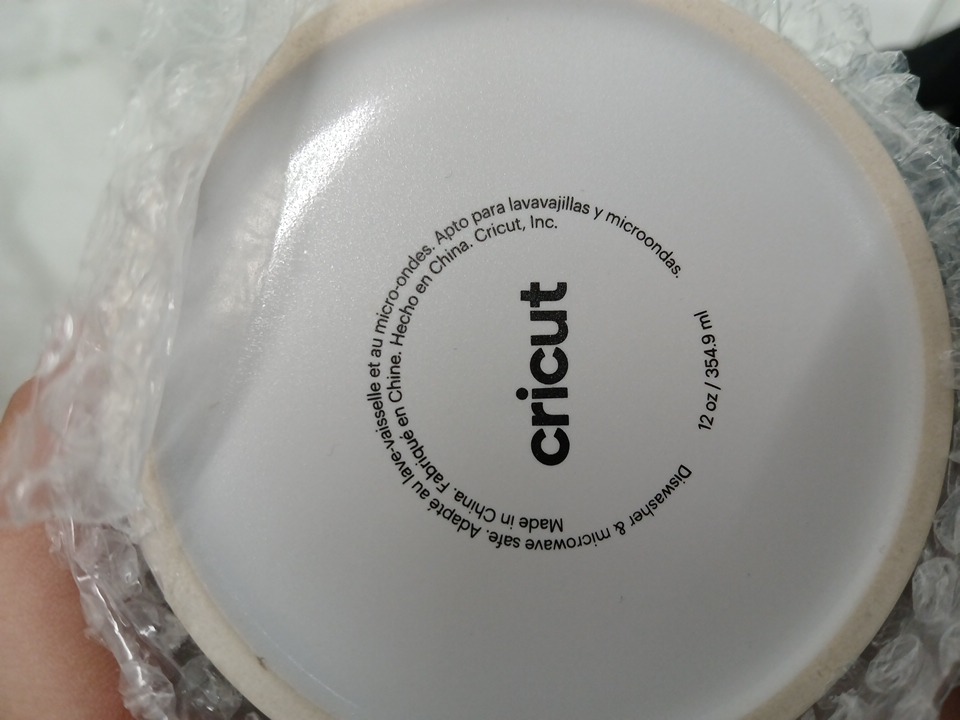 Diswasher & microwave safe. Adapté au lave-vaisselle et au micro-ondes. Apto para lavavajillas y microondas.
Made in China. Fabriqué en Chine. Hecho en China. Cricut, Inc.
cricut
12 oz / 354.9 ml